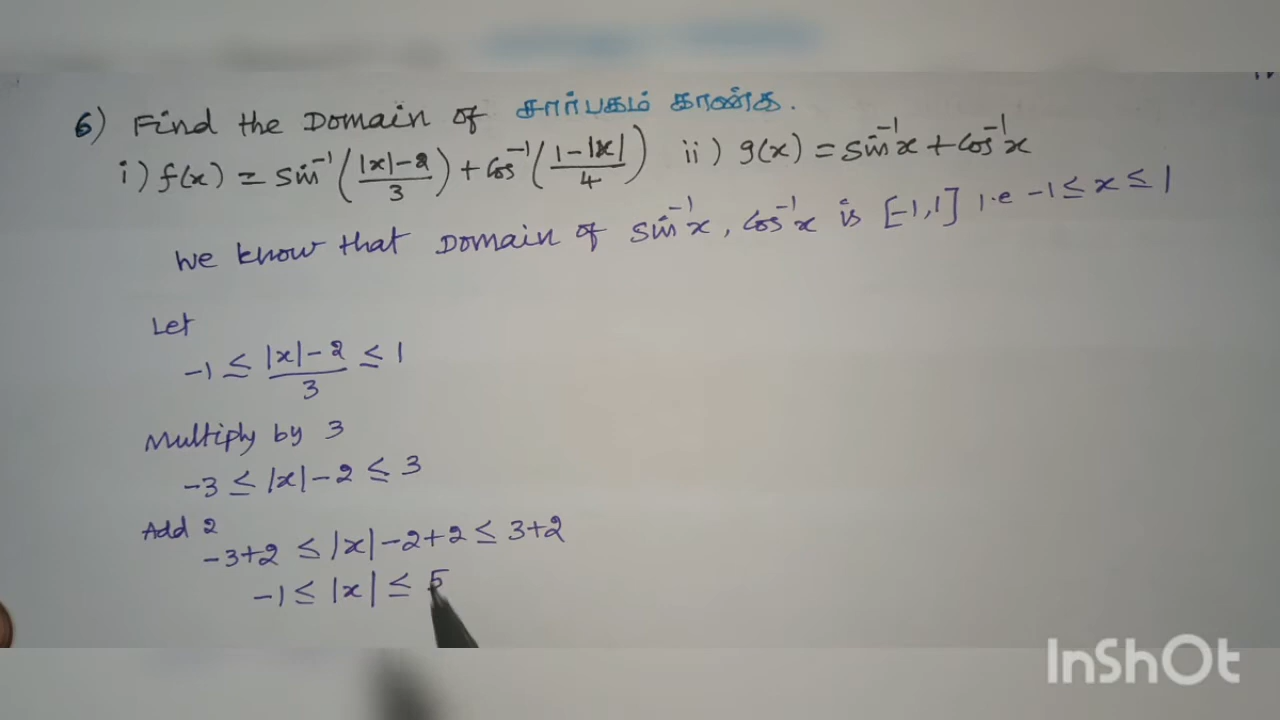 6) Find the Domain of சார்பகம் காண்க.
i) f(x) = sin⁻¹(|x|-2/3) + cos⁻¹(1-|x|/4) ii) g(x) = sin⁻¹x + cos⁻¹x
We know that Domain of sin⁻¹x, cos⁻¹x is [-1,1] i.e -1 ≤ x ≤ 1
Let
-1 ≤ |x|-2/3 ≤ 1
Multiply by 3
-3 ≤ |x|-2 ≤ 3
Add 2
-3+2 ≤ |x|-2+2 ≤ 3+2
-1 ≤ |x| ≤ 5
InShOt